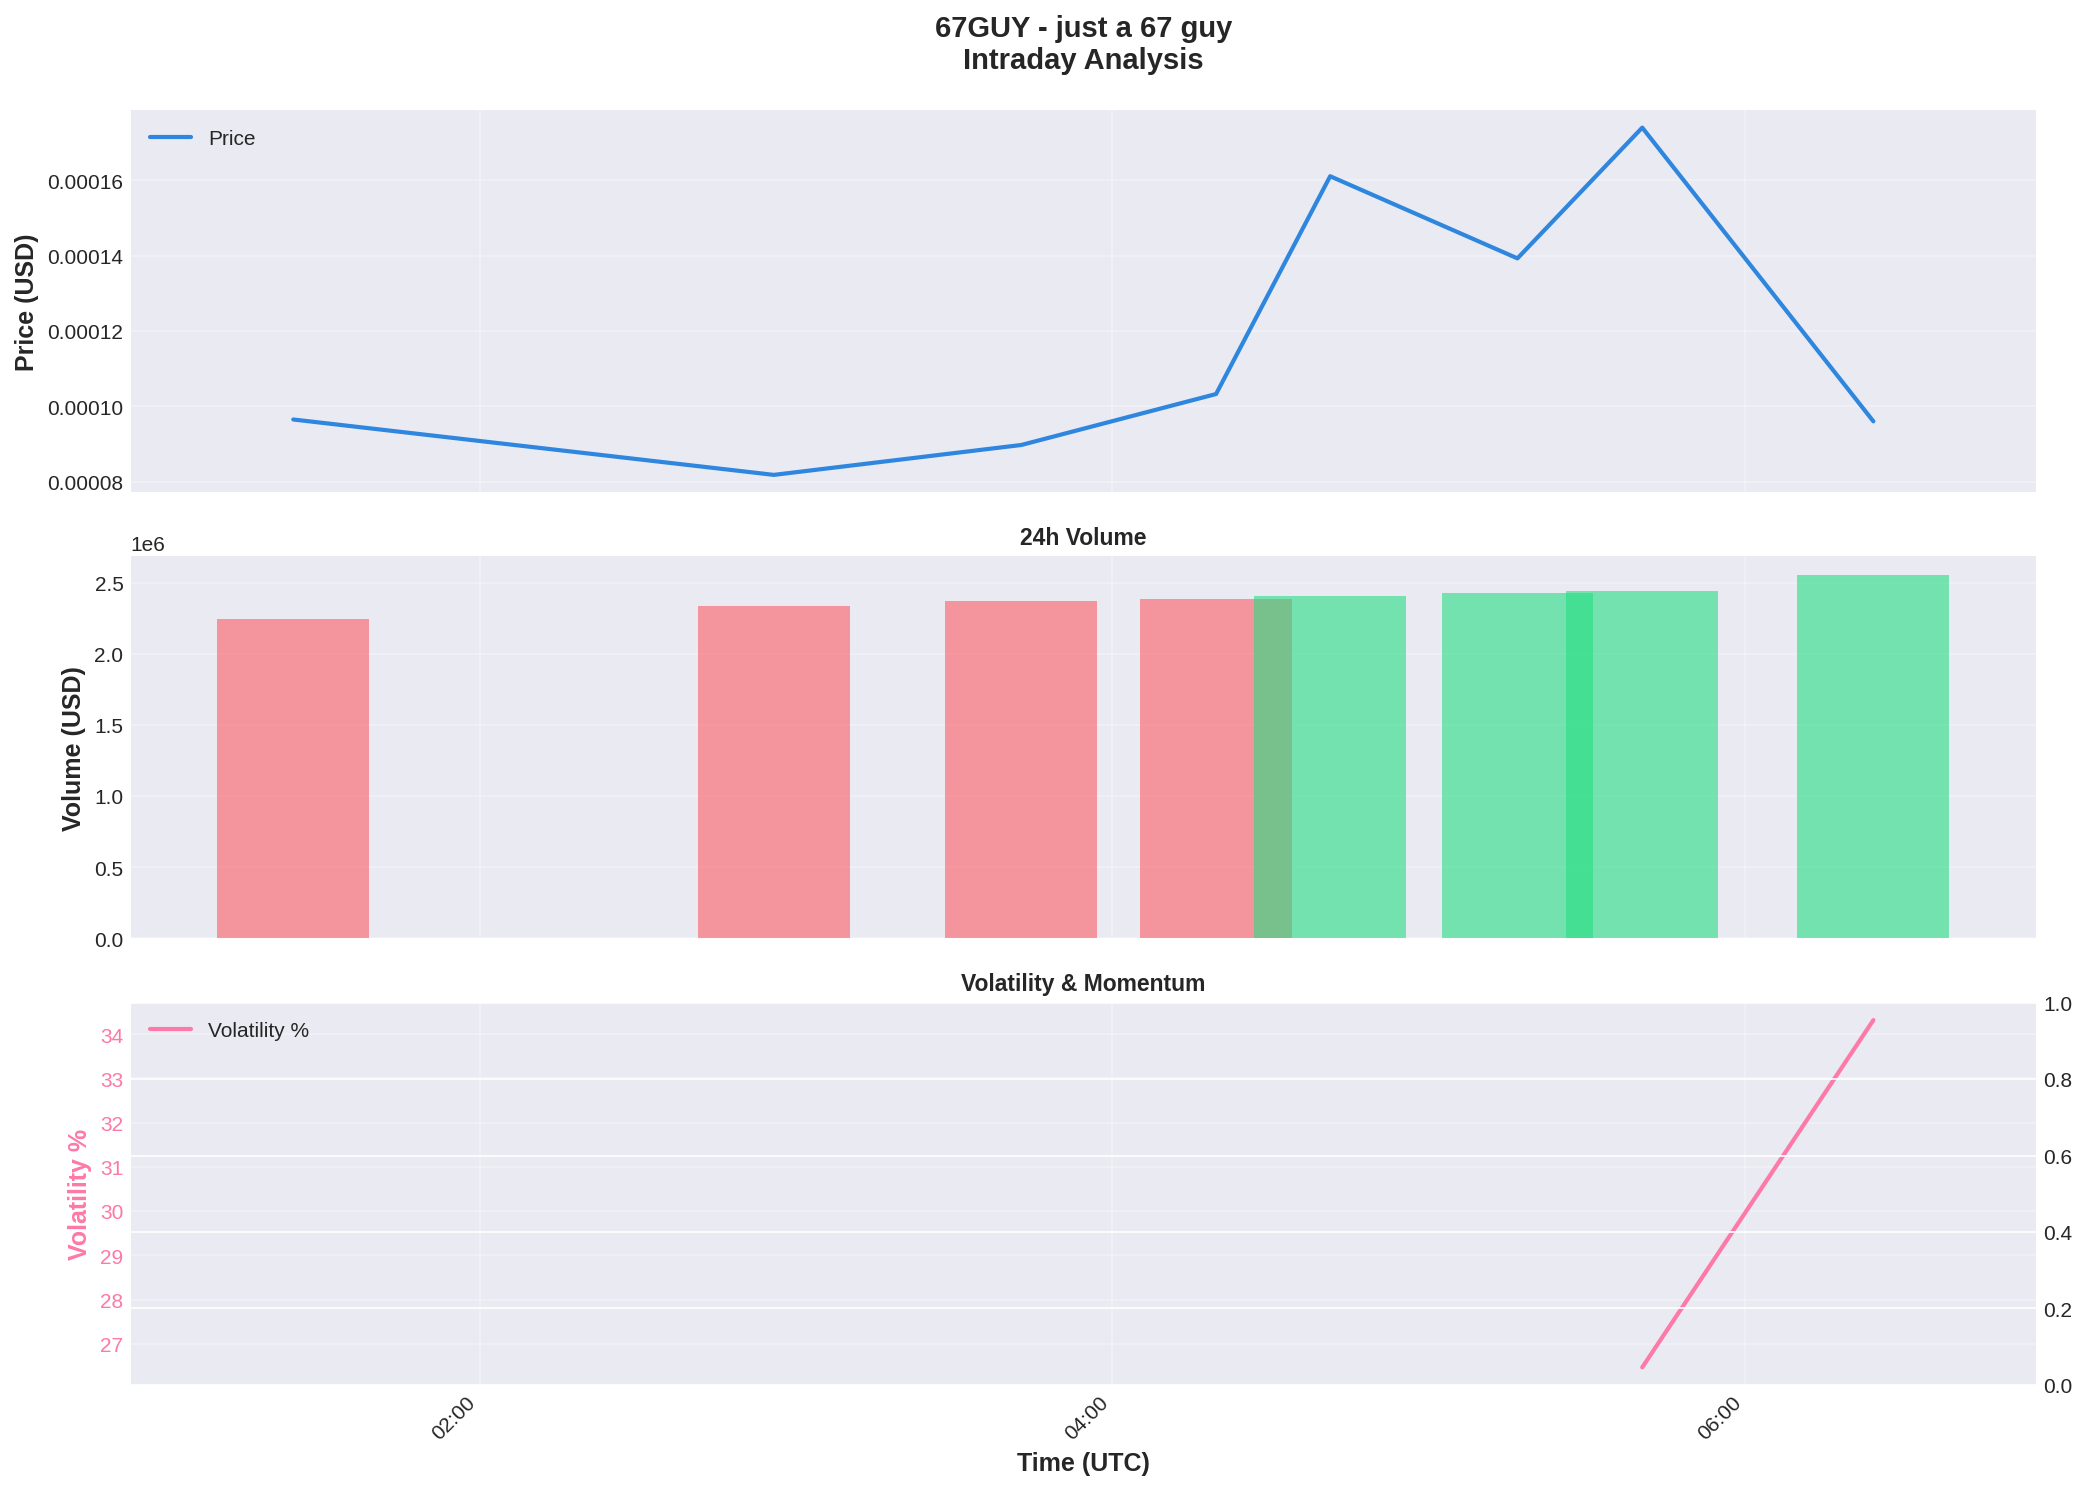 67GUY - just a 67 guy
Intraday Analysis
Price
Price (USD)
0.00016
0.00014
0.00012
0.00010
0.00008
24h Volume
1e6
Volume (USD)
2.5
2.0
1.5
1.0
0.5
0.0
Volatility & Momentum
Volatility %
Volatility %
34
33
32
31
30
29
28
27
1.0
0.8
0.6
0.4
0.2
0.0
02:00
04:00
06:00
Time (UTC)